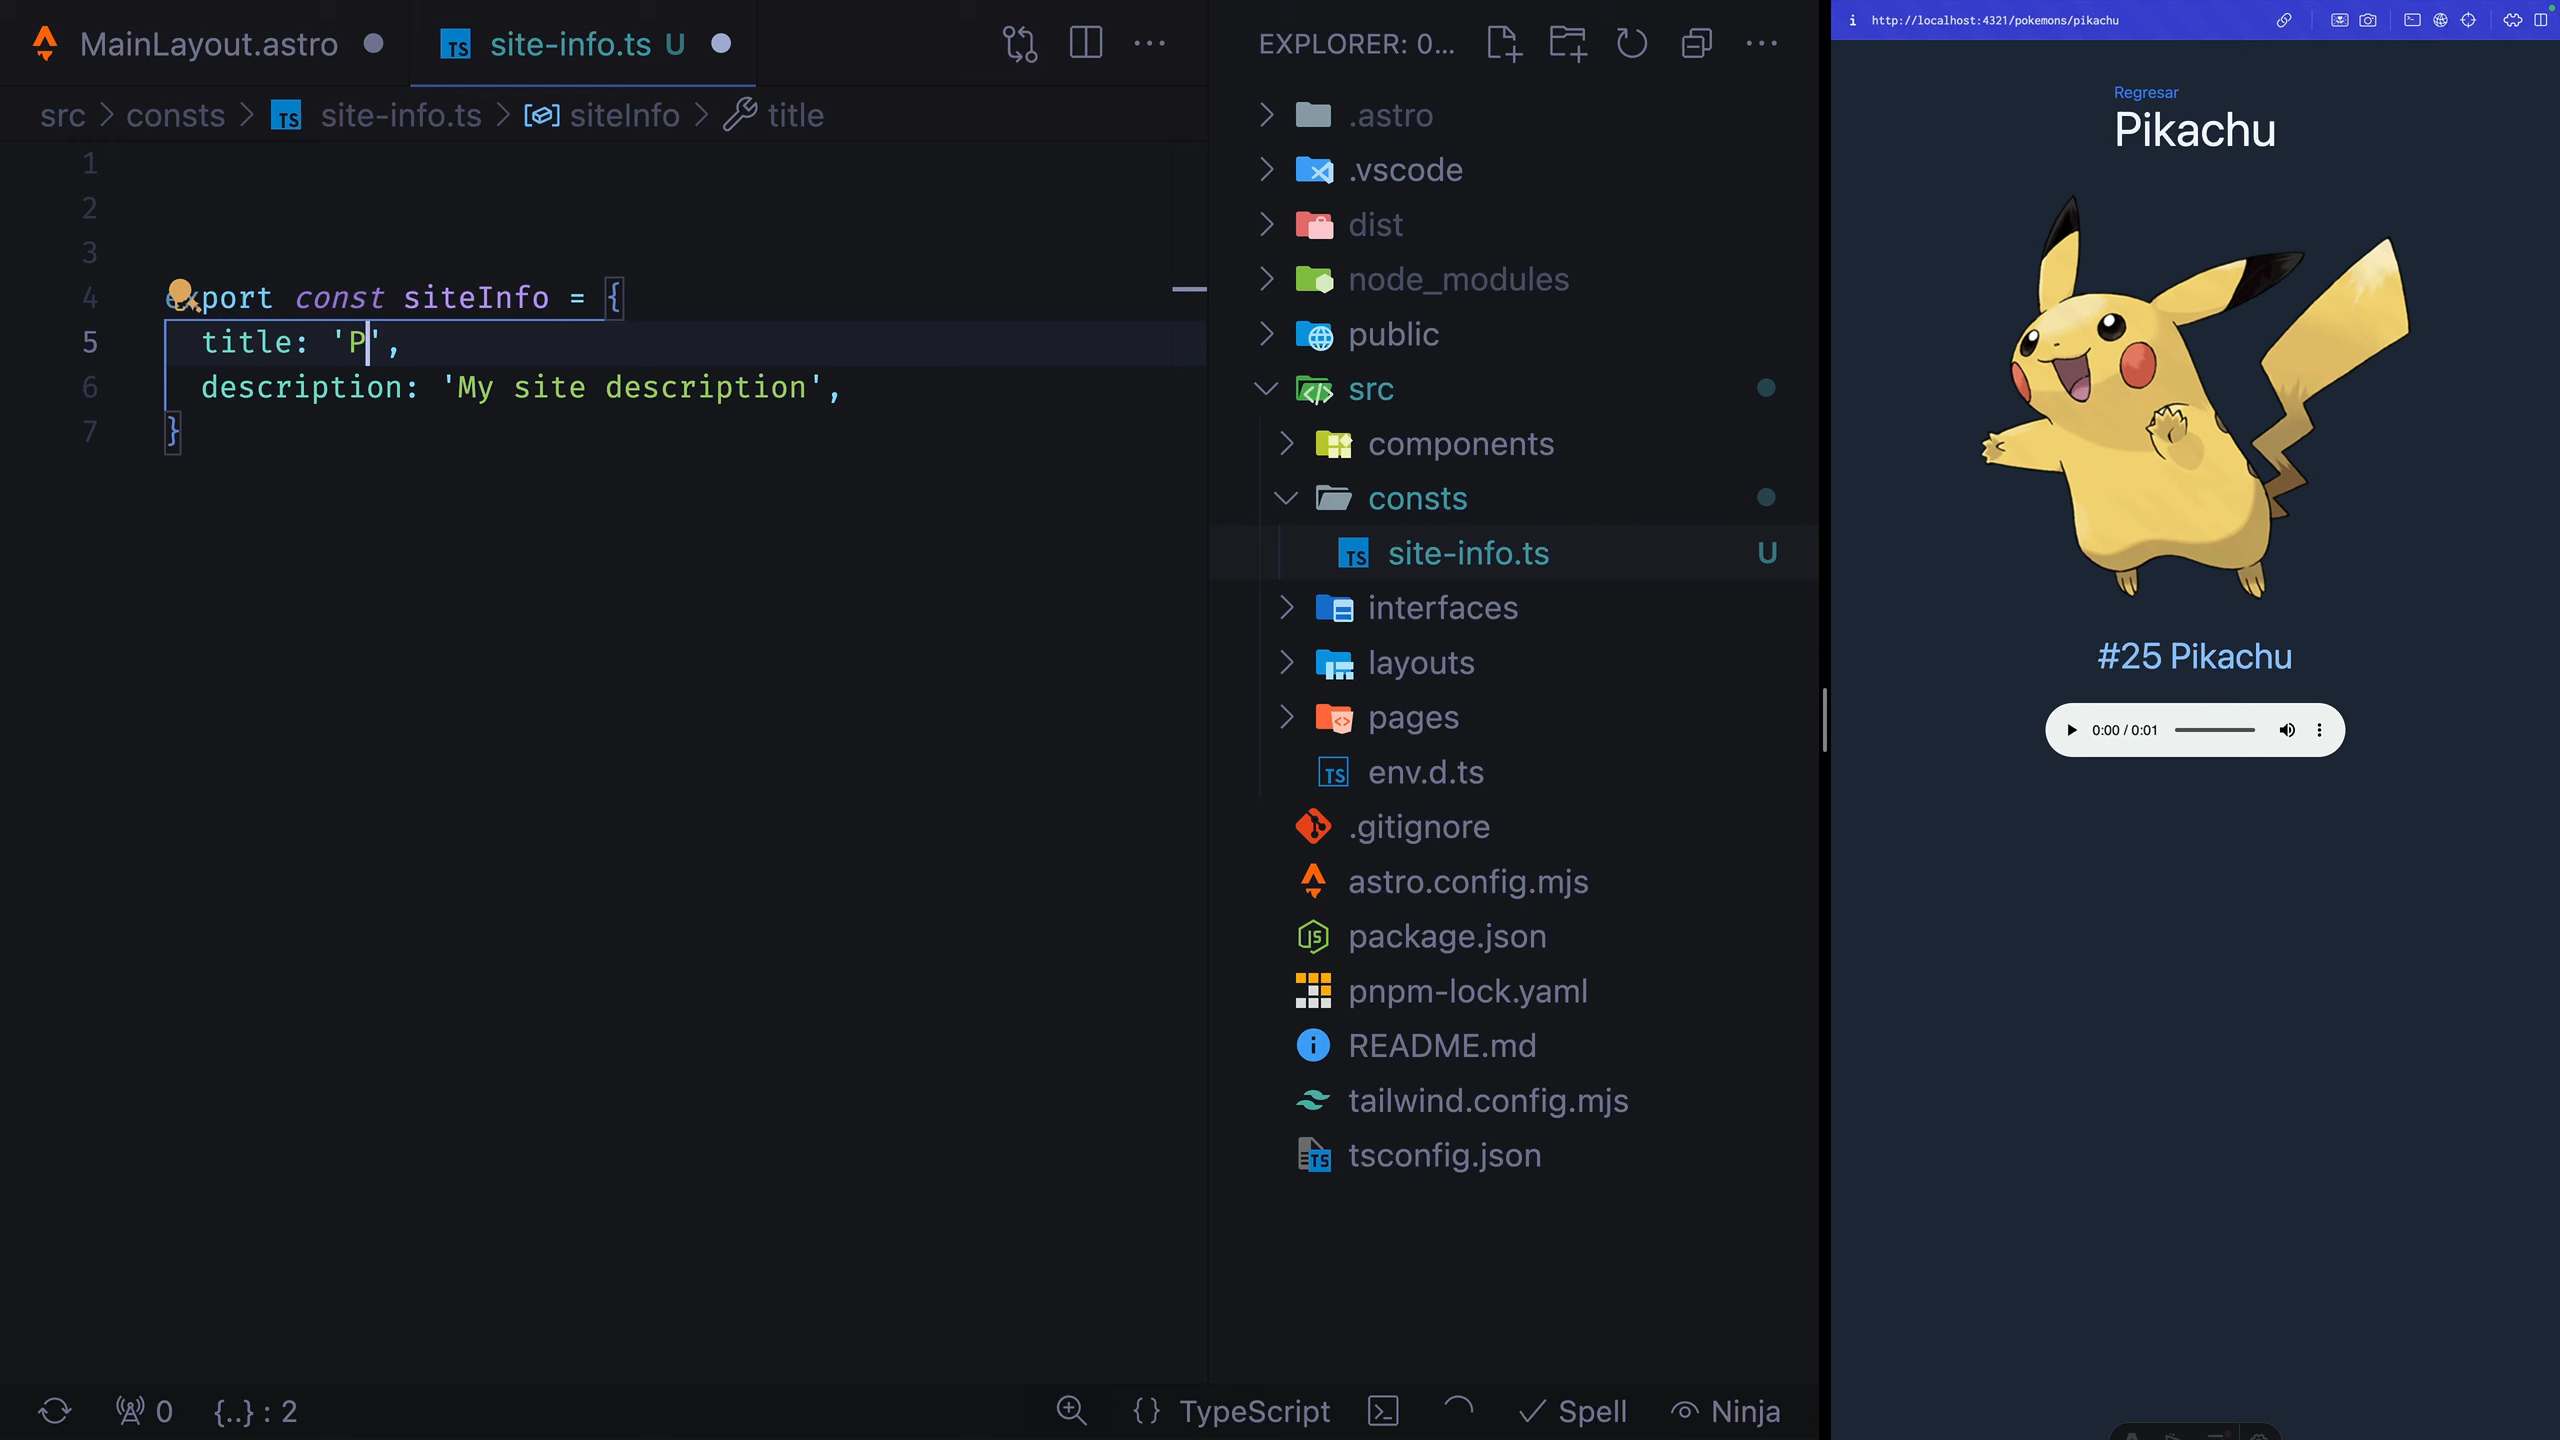 MainLayout.astro
site-info.ts U
src > consts > TS site-info.ts > siteInfo > title
1
2
3
4 export const siteInfo = {
5 title: 'P',
6 description: 'My site description',
7 }
EXPLORER: 0...
.astro
.vscode
dist
node_modules
public
src
components
consts
site-info.ts U
interfaces
layouts
pages
env.d.ts
.gitignore
astro.config.mjs
package.json
pnpm-lock.yaml
README.md
tailwind.config.mjs
tsconfig.json
0 {..} : 2
{} TypeScript
Spell
Ninja
http://localhost:4321/pokemons/pikachu
Regresar
Pikachu
#25 Pikachu
0:00 / 0:01